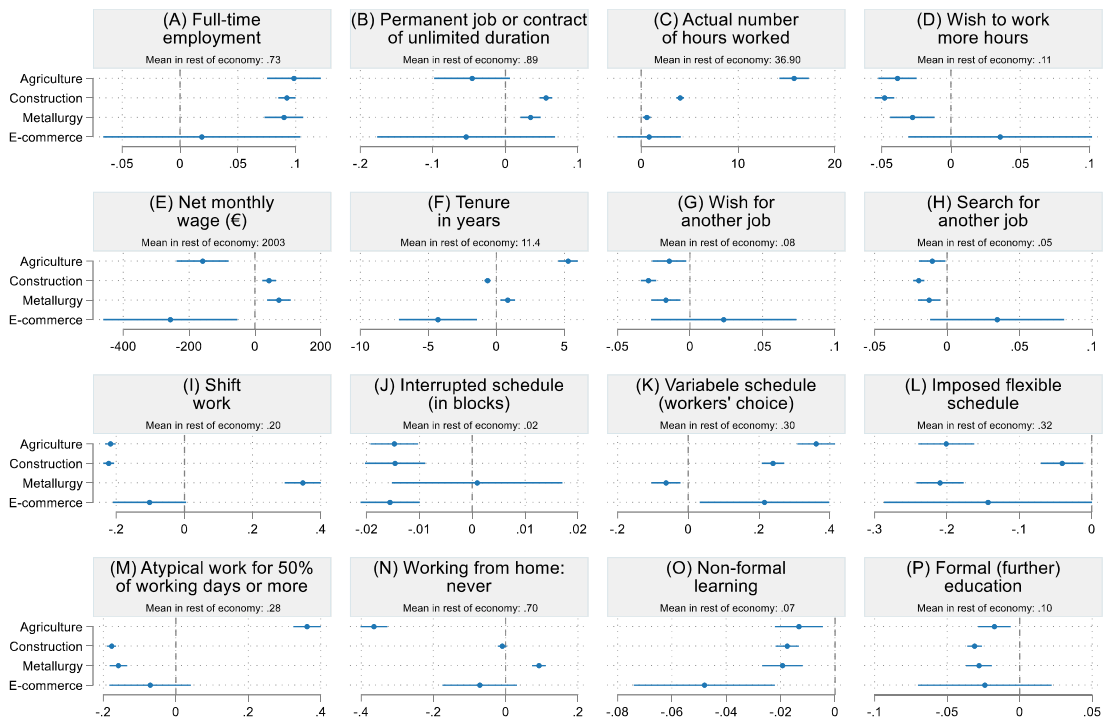 (A) Full-time
employment
Mean in rest of economy: .73
(B) Permanent job or contract
of unlimited duration
Mean in rest of economy: .89
(C) Actual number
of hours worked
Mean in rest of economy: 36.90
(D) Wish to work
more hours
Mean in rest of economy: .11
Agriculture
Construction
Metallurgy
E-commerce
-.05 0 .05 .1
-.2 -.1 0 .1
0 10 20
-.05 0 .05 .1
(E) Net monthly
wage (€)
Mean in rest of economy: 2003
(F) Tenure
in years
Mean in rest of economy: 11.4
(G) Wish for
another job
Mean in rest of economy: .08
(H) Search for
another job
Mean in rest of economy: .05
Agriculture
Construction
Metallurgy
E-commerce
-400 -200 0 200
-10 -5 0 5
-.05 0 .05 .1
-.05 0 .05 .1
(I) Shift
work
Mean in rest of economy: .20
(J) Interrupted schedule
(in blocks)
Mean in rest of economy: .02
(K) Variabele schedule
(workers' choice)
Mean in rest of economy: .30
(L) Imposed flexible
schedule
Mean in rest of economy: .32
Agriculture
Construction
Metallurgy
E-commerce
-.2 0 .2 .4
-.02 -.01 0 .01 .02
-.2 0 .2 .4
-.3 -.2 -.1 0
(M) Atypical work for 50%
of working days or more
Mean in rest of economy: .28
(N) Working from home:
never
Mean in rest of economy: .70
(O) Non-formal
learning
Mean in rest of economy: .07
(P) Formal (further)
education
Mean in rest of economy: .10
Agriculture
Construction
Metallurgy
E-commerce
-.2 0 .2 .4
-.4 -.2 0 .2
-.08 -.06 -.04 -.02 0
-.1 -.05 0 .05